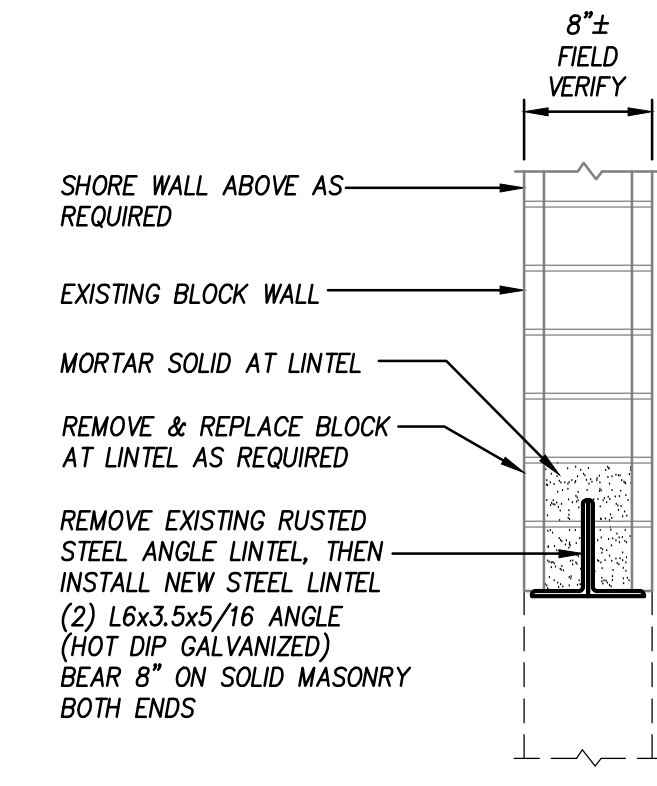 8"±
FIELD
VERIFY
SHORE WALL ABOVE AS
REQUIRED
EXISTING BLOCK WALL
MORTAR SOLID AT LINTEL
REMOVE & REPLACE BLOCK
AT LINTEL AS REQUIRED
REMOVE EXISTING RUSTED
STEEL ANGLE LINTEL, THEN
INSTALL NEW STEEL LINTEL
(2) L6x3.5x5/16 ANGLE
(HOT DIP GALVANIZED)
BEAR 8" ON SOLID MASONRY
BOTH ENDS